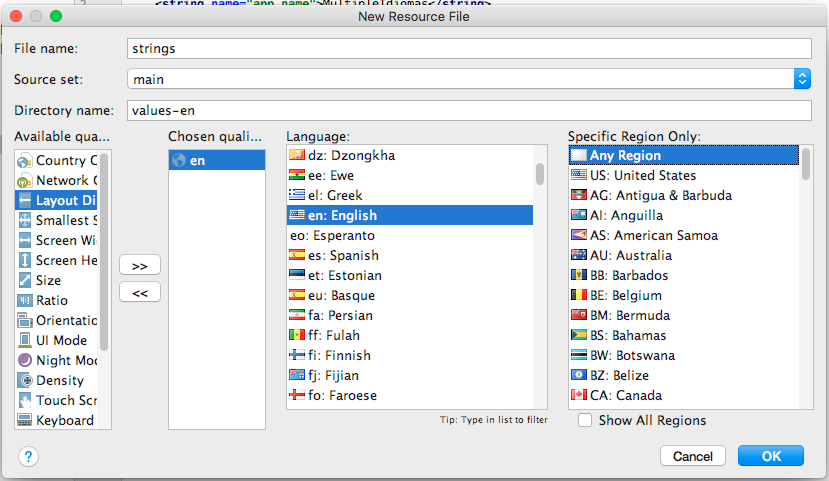 <string name="app_name">MultipleIdiomas</string>
New Resource File
File name: strings
Source set: main
Directory name: values-en
Available qua... Chosen quali... Language: Specific Region Only:
Country C
Network C
Layout Di
Smallest S
Screen Wi
Screen He
Size
Ratio
Orientatio
UI Mode
Night Mod
Density
Touch Scr
Keyboard
>>
<<
en
dz: Dzongkha
ee: Ewe
el: Greek
en: English
eo: Esperanto
es: Spanish
et: Estonian
eu: Basque
fa: Persian
ff: Fulah
fi: Finnish
fj: Fijian
fo: Faroese
Tip: Type in list to filter
Any Region
US: United States
AG: Antigua & Barbuda
AI: Anguilla
AS: American Samoa
AU: Australia
BB: Barbados
BE: Belgium
BM: Bermuda
BS: Bahamas
BW: Botswana
BZ: Belize
CA: Canada
Show All Regions
?
Cancel OK